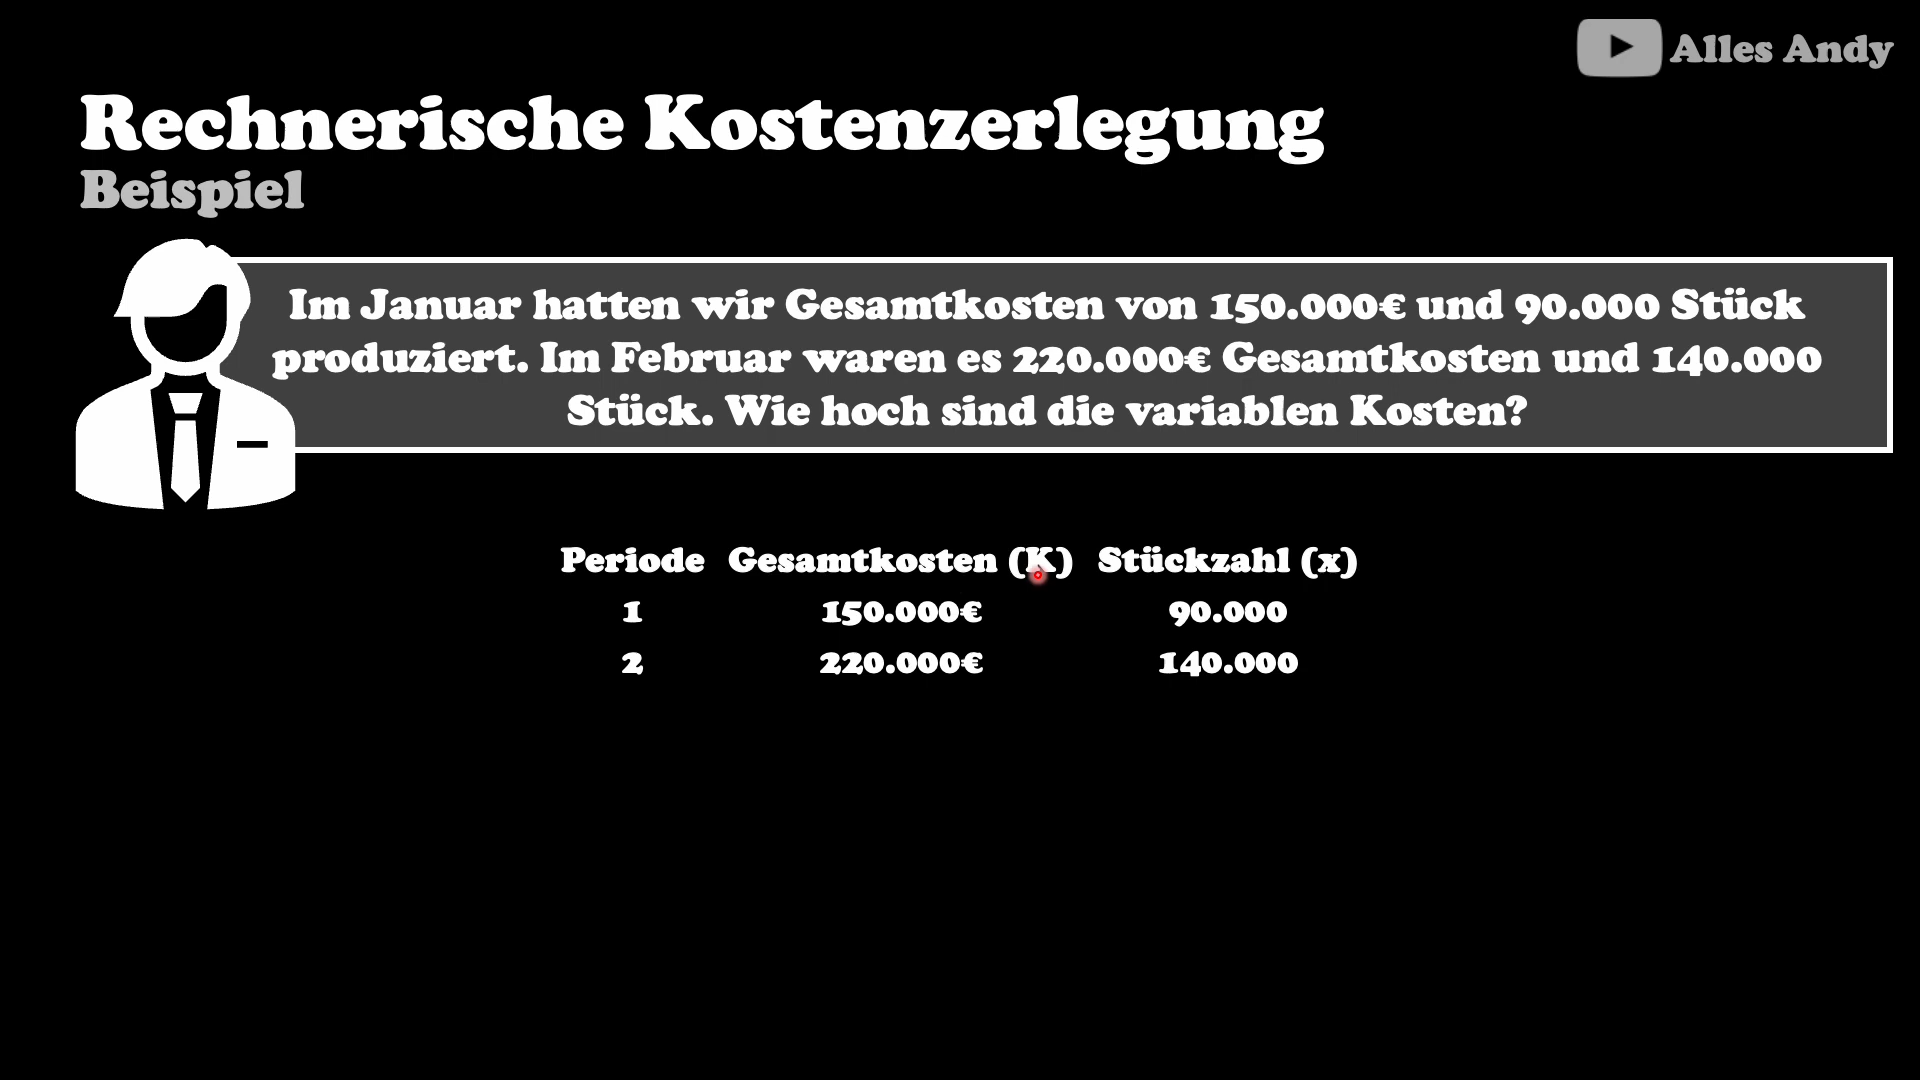 Alles Andy
Rechnerische Kostenzerlegung
Beispiel
Im Januar hatten wir Gesamtkosten von 150.000€ und 90.000 Stück
produziert. Im Februar waren es 220.000€ Gesamtkosten und 140.000
Stück. Wie hoch sind die variablen Kosten?
Periode Gesamtkosten (K) Stückzahl (x)
1 150.000€ 90.000
2 220.000€ 140.000